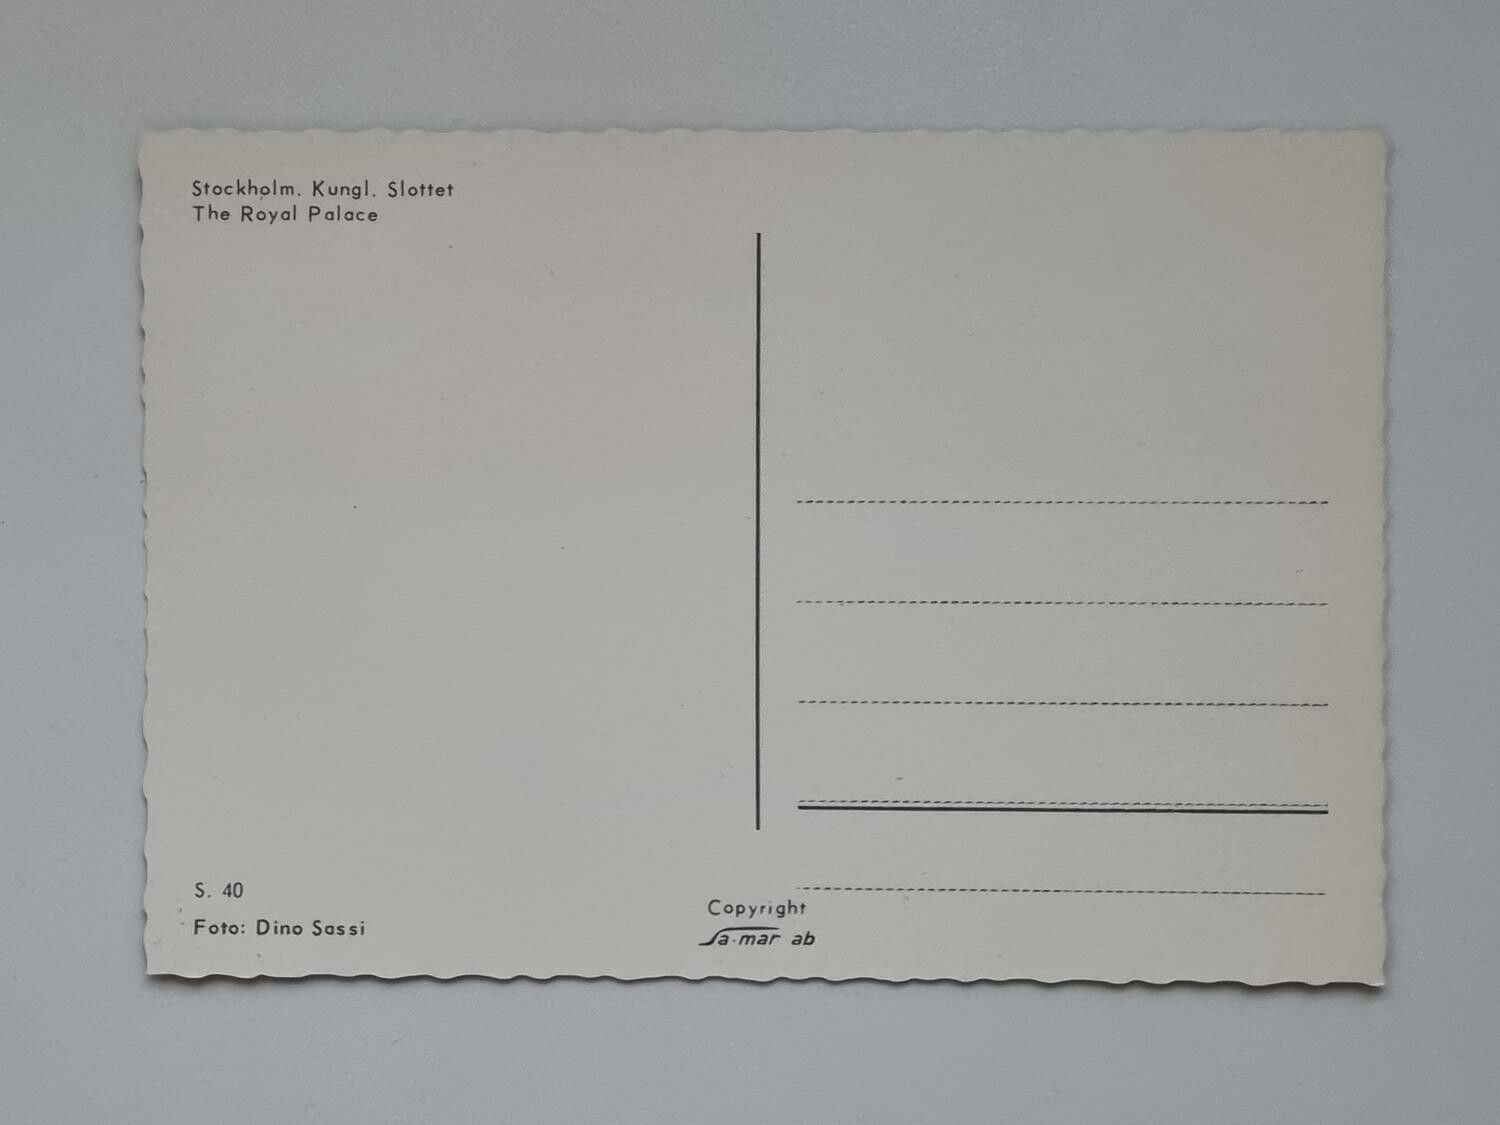 Stockholm. Kungl. Slottet
The Royal Palace
S. 40
Foto: Dino Sassi
Copyright
Sa-mar ab